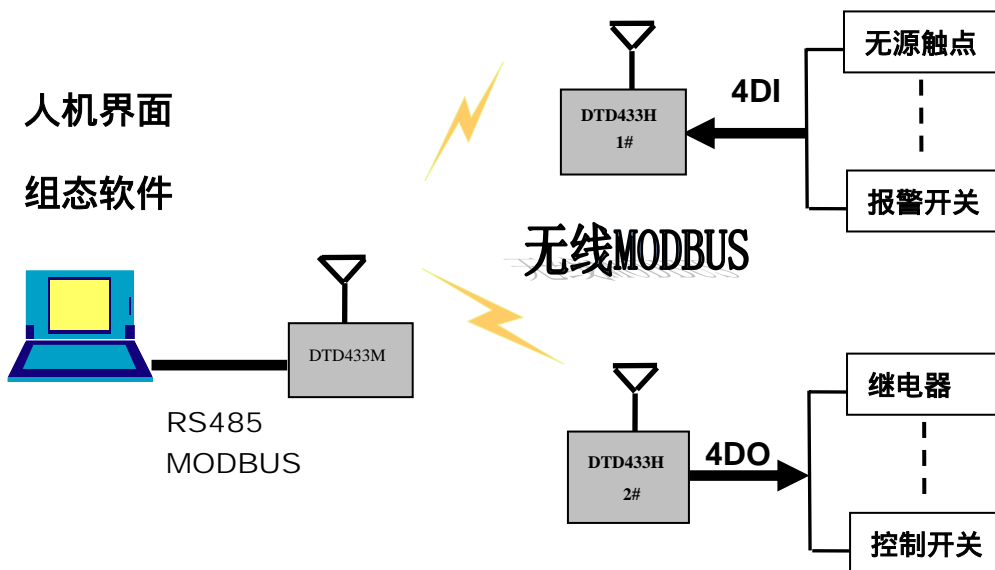 人机界面
组态软件
DTD433M
RS485
MODBUS
无线MODBUS
DTD433H
1#
4DI
无源触点
报警开关
DTD433H
2#
4DO
继电器
控制开关